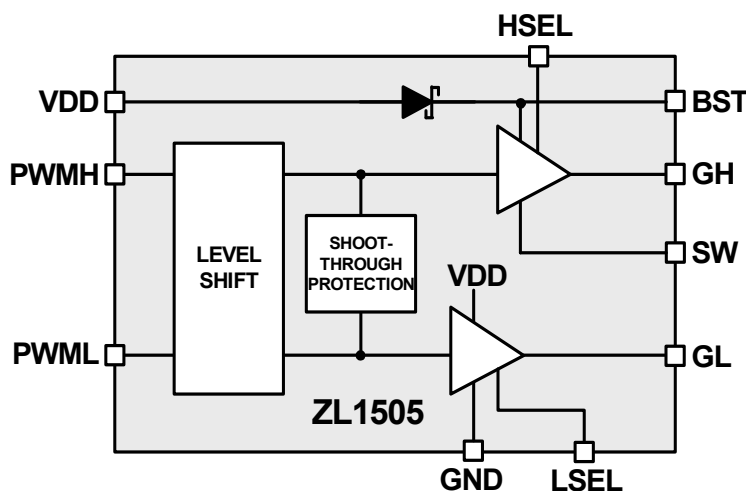 HSEL
VDD
BST
PWMH
GH
LEVEL
SHIFT
SHOOT-
THROUGH
PROTECTION
SW
VDD
PWML
GL
ZL1505
GND
LSEL